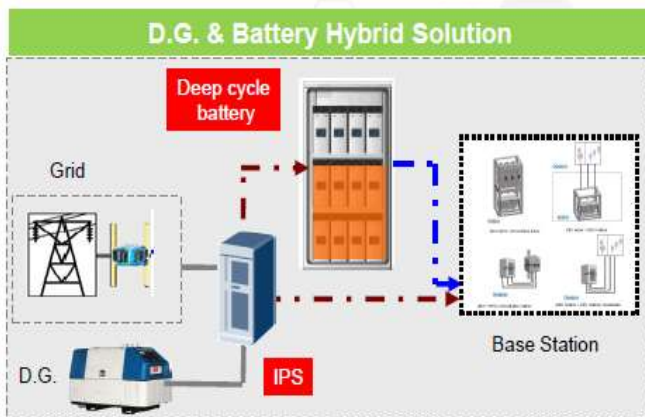 D.G. & Battery Hybrid Solution
Deep cycle
battery
Grid
D.G.
IPS
Base Station